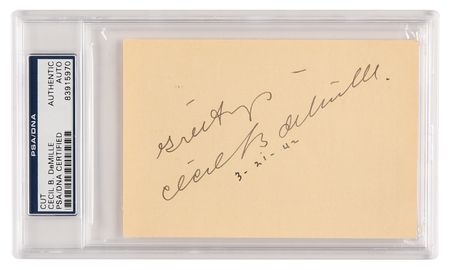 PSA/DNA
CUT
CECIL B. DeMILLE
PSA/DNA CERTIFIED
AUTHENTIC
AUTO
83915970
Greetings -
Cecil B deMille.
3-21-42